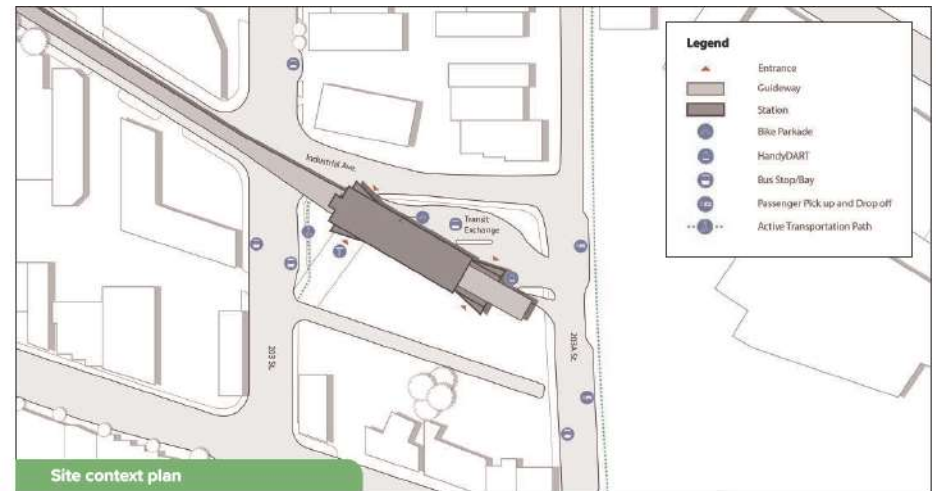 Legend
Entrance
Guideway
Station
Bike Parkade
HandyDART
Bus Stop/Bay
Passenger Pick up and Drop off
Active Transportation Path
Industrial Ave.
Transit
Exchange
203 St.
203A St.
Site context plan